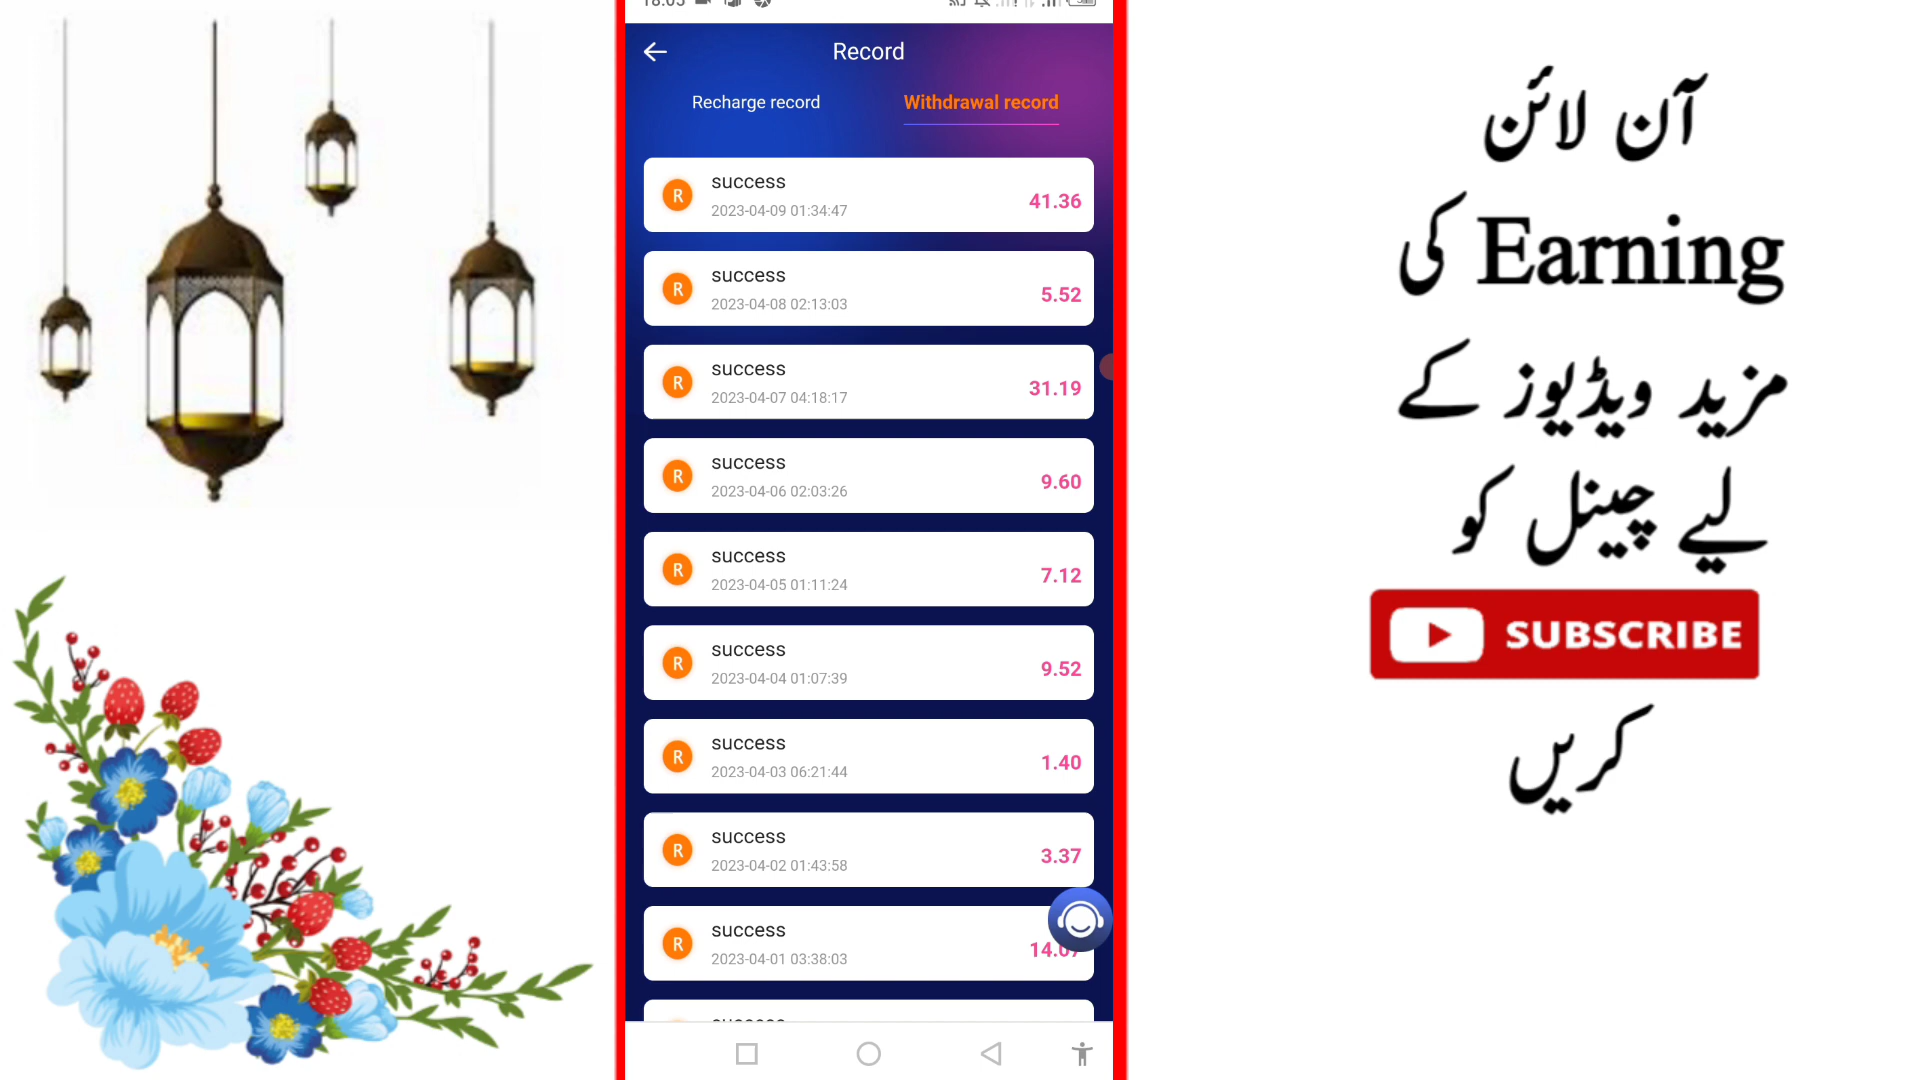 18:05
Record
Recharge record
Withdrawal record
success
2023-04-09 01:34:47
41.36
success
2023-04-08 02:13:03
5.52
success
2023-04-07 04:18:17
31.19
success
2023-04-06 02:03:26
9.60
success
2023-04-05 01:11:24
7.12
success
2023-04-04 01:07:39
9.52
success
2023-04-03 06:21:44
1.40
success
2023-04-02 01:43:58
3.37
success
2023-04-01 03:38:03
آن لائن
Earning کی
مزید ویڈیوز کے
لیے چینل کو
SUBSCRIBE
کریں